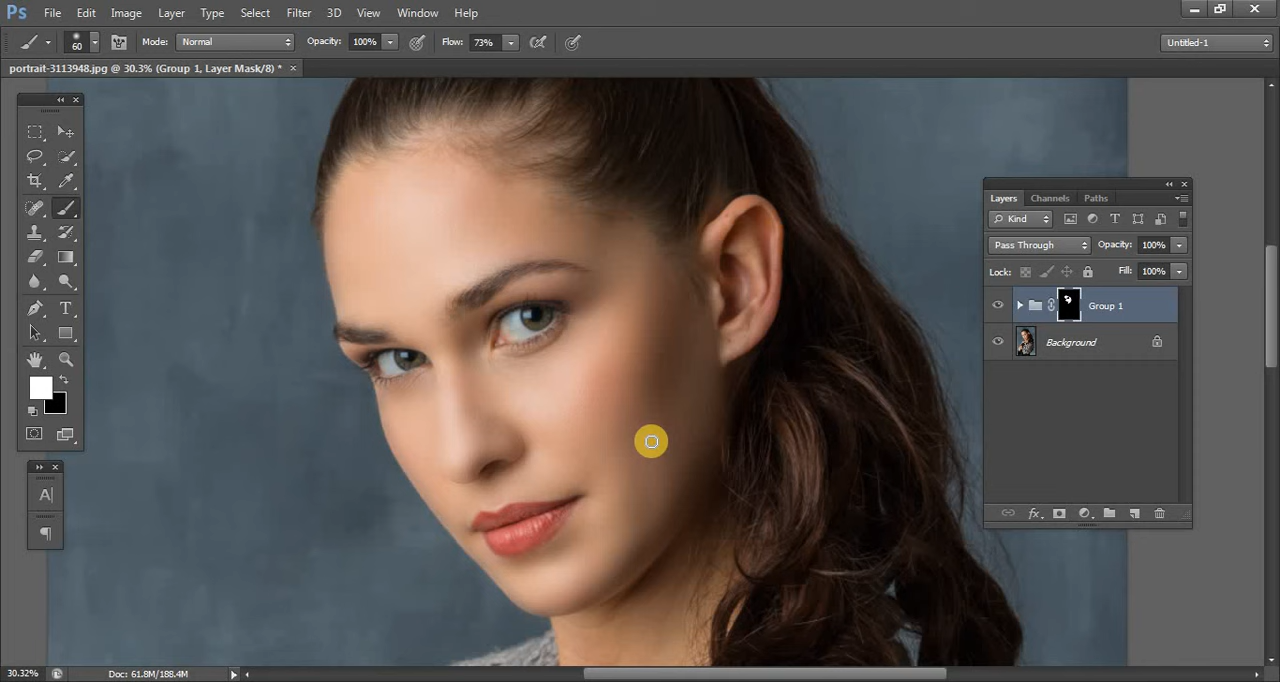 Ps File Edit Image Layer Type Select Filter 3D View Window Help
60 Mode: Normal Opacity: 100% Flow: 73% Untitled-1
portrait-3113948.jpg @ 30.3% (Group 1, Layer Mask/8) * ×
Layers Channels Paths
Kind
Pass Through Opacity: 100%
Lock: Fill: 100%
Group 1
Background
fx
T
A
30.32% Doc: 61.8M/188.4M